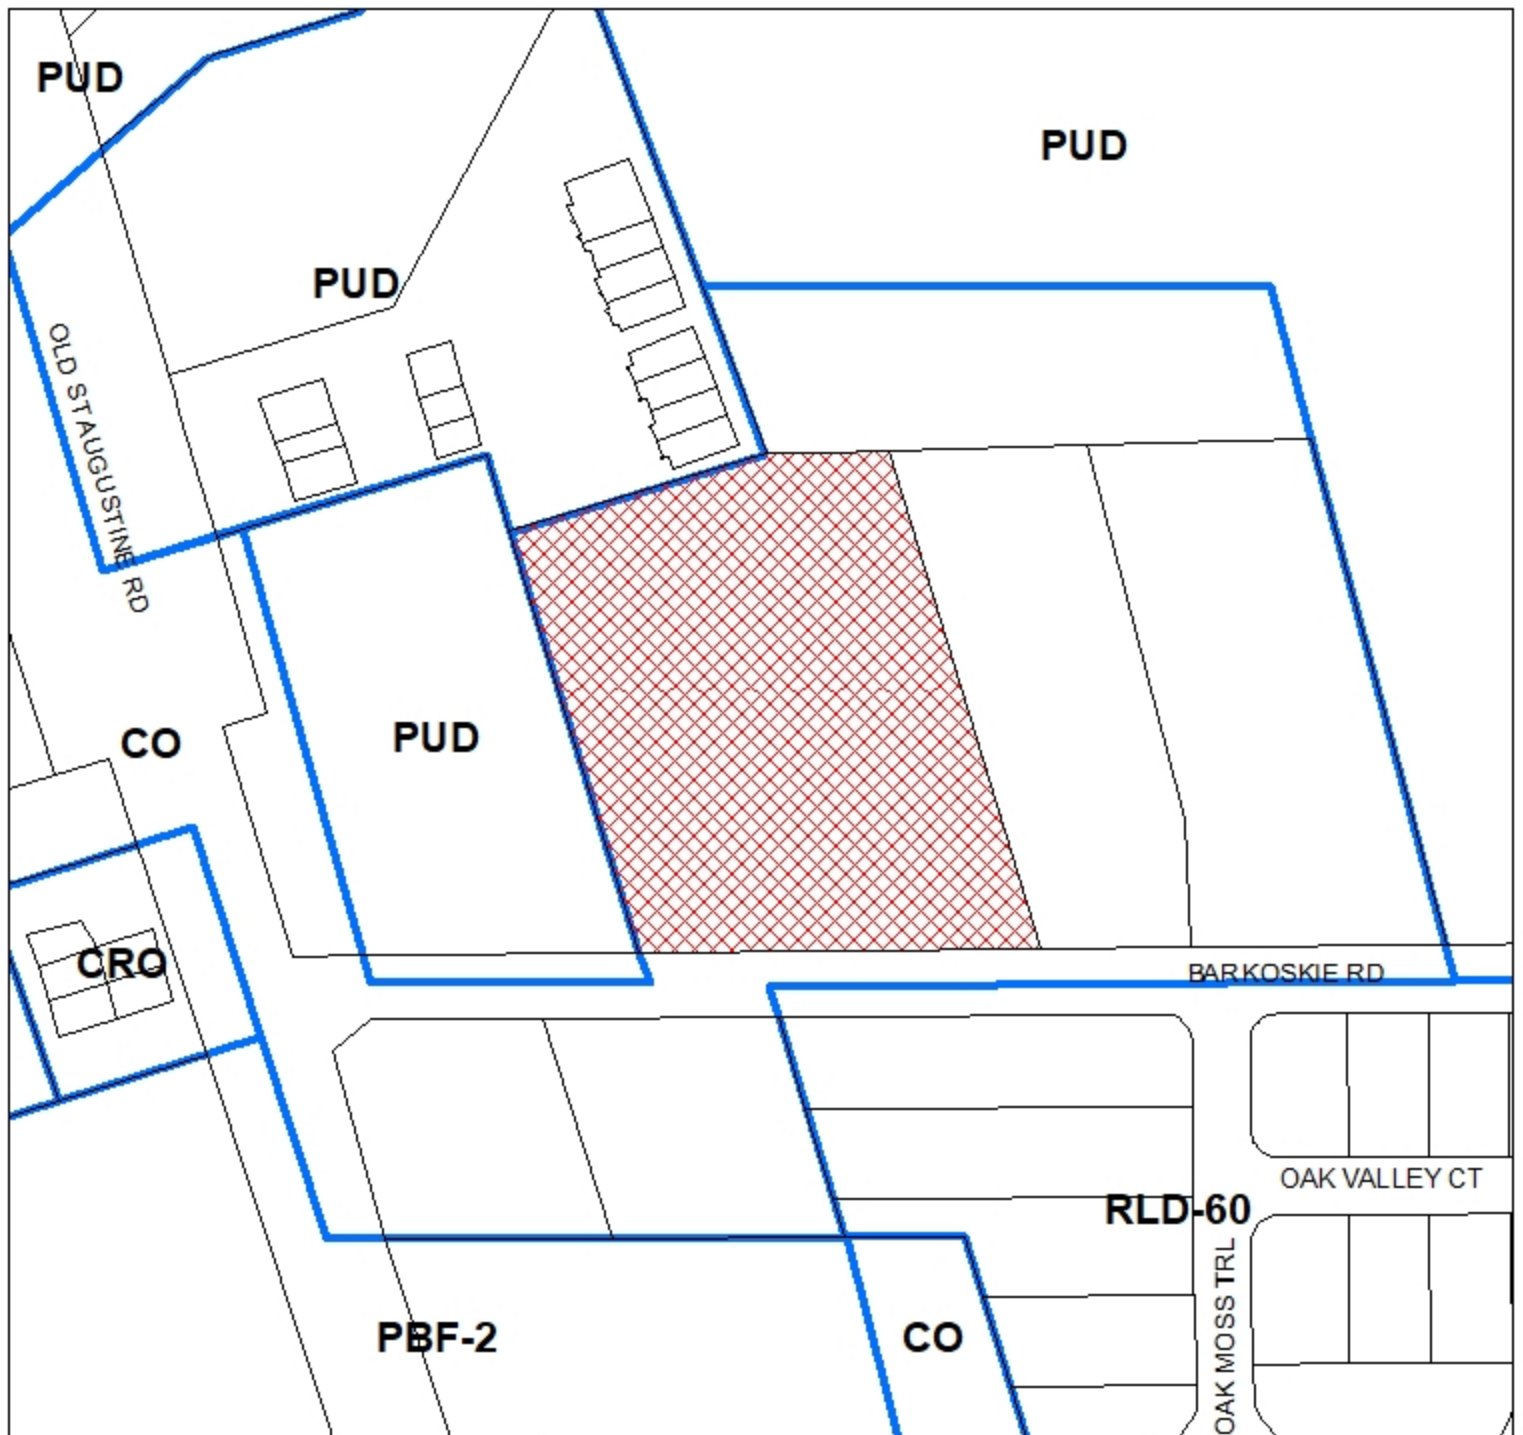 PUD
PUD
PUD
OLD ST AUGUSTINE RD
CO
PUD
CRO
BARKOSKIE RD
OAK VALLEY CT
RLD-60
OAK MOSS TRL
PBF-2
CO